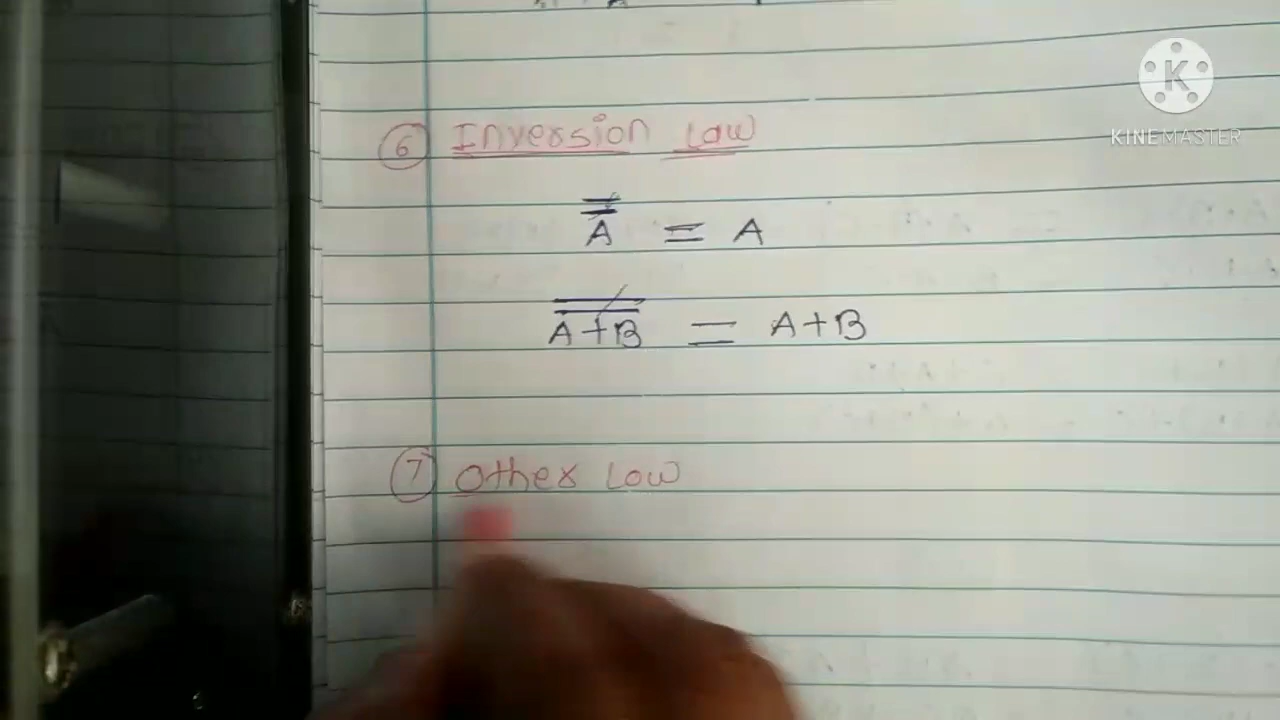 K
KINEMASTER
⑥ Inversion Law
A̿ = A
A̿+̿B̿ = A+B
⑦ Other Law